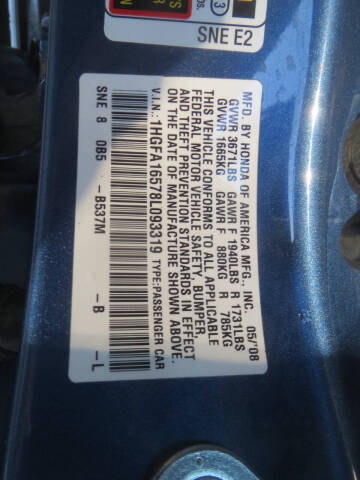 SNE E2
MFD. BY HONDA OF AMERICA MFG., INC. 05/'08
GVWR 3671LBS GAWR F 1940LBS R 1731LBS
GVWR 1665KG GAWR F 880KG R 785KG
THIS VEHICLE CONFORMS TO ALL APPLICABLE
FEDERAL MOTOR VEHICLE SAFETY, BUMPER,
AND THEFT PREVENTION STANDARDS IN EFFECT
ON THE DATE OF MANUFACTURE SHOWN ABOVE.
V.I.N.: 1HGFA16578L093319 TYPE:PASSENGER CAR
SNE 8 0B5 -B537M -B -L